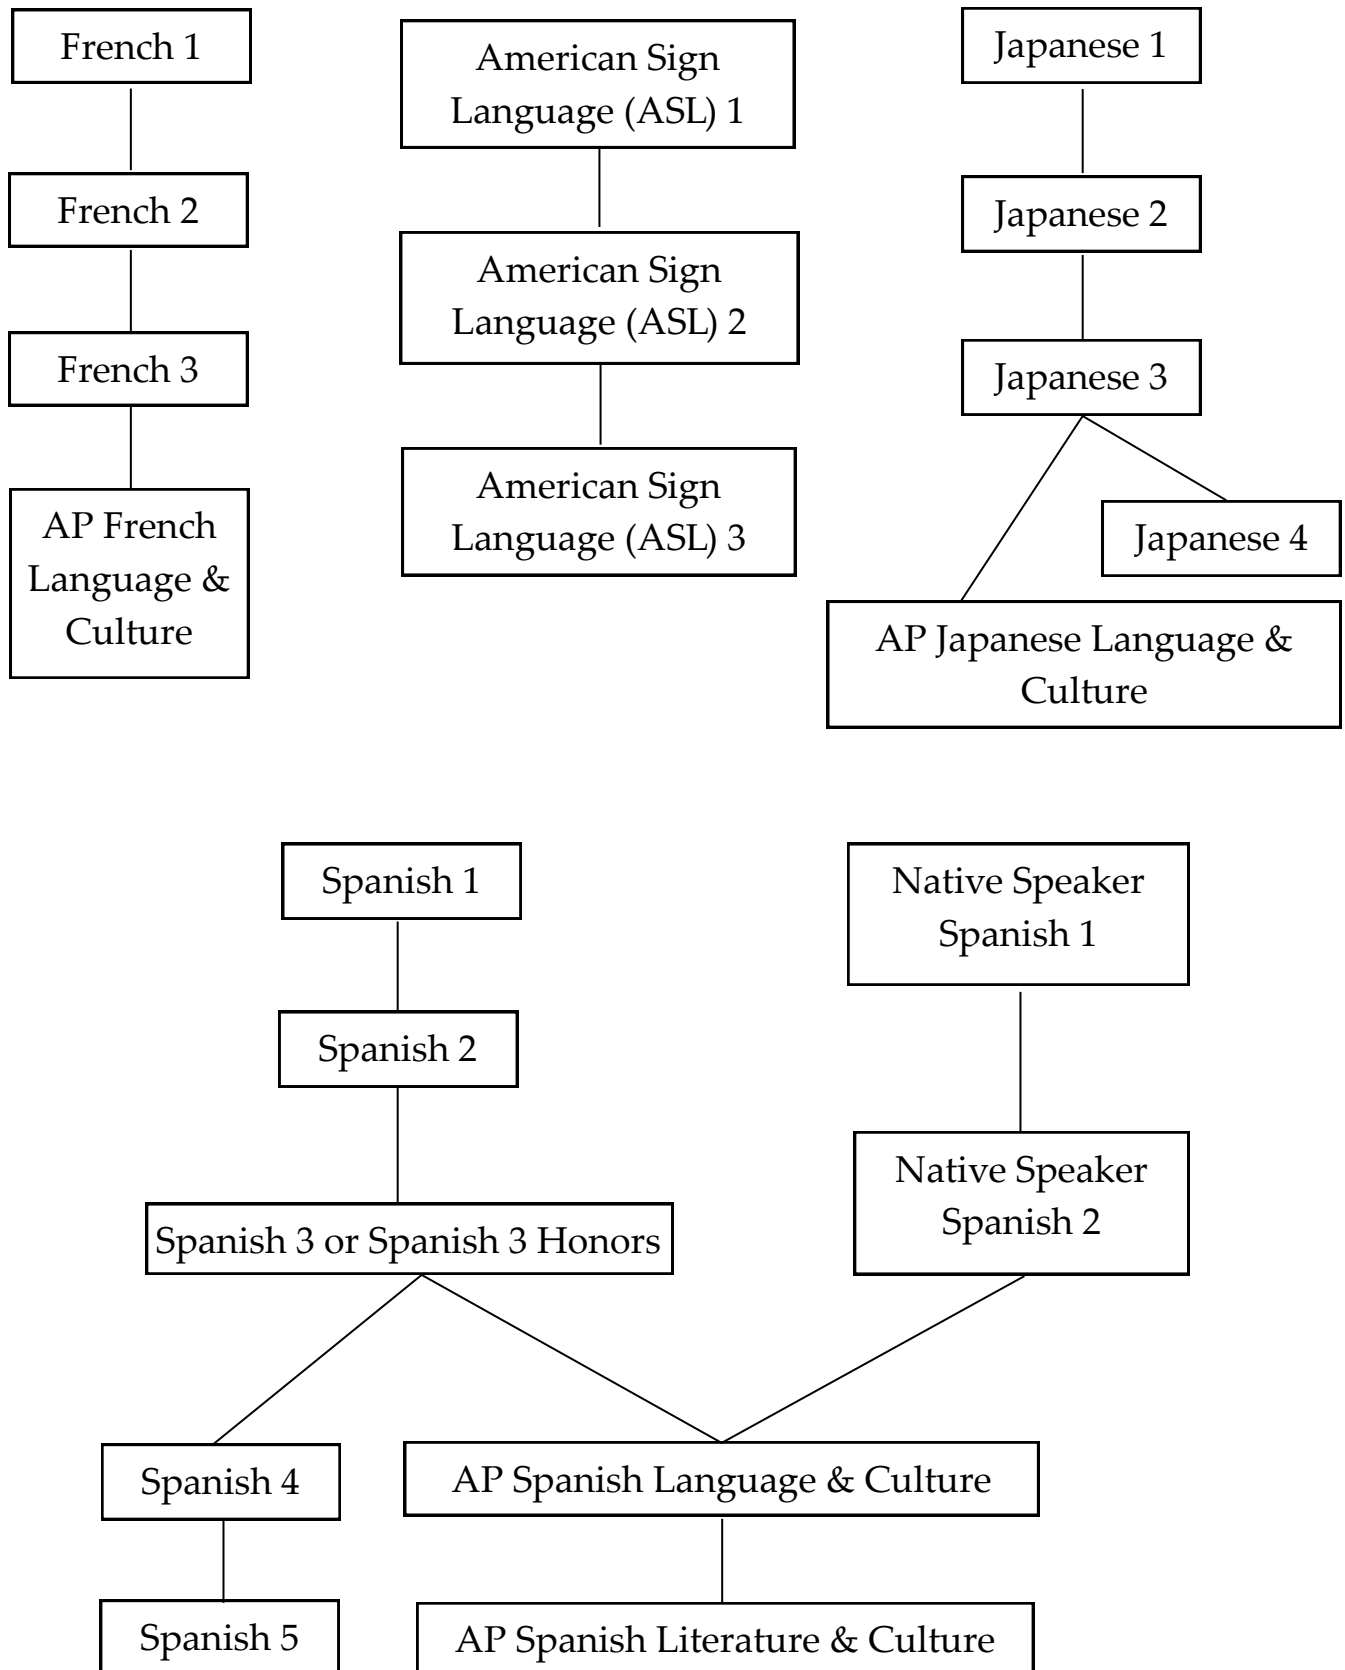 French 1
French 2
French 3
AP French
Language &
Culture
American Sign
Language (ASL) 1
American Sign
Language (ASL) 2
American Sign
Language (ASL) 3
Japanese 1
Japanese 2
Japanese 3
Japanese 4
AP Japanese Language &
Culture
Spanish 1
Spanish 2
Spanish 3 or Spanish 3 Honors
Spanish 4
Spanish 5
Native Speaker
Spanish 1
Native Speaker
Spanish 2
AP Spanish Language & Culture
AP Spanish Literature & Culture